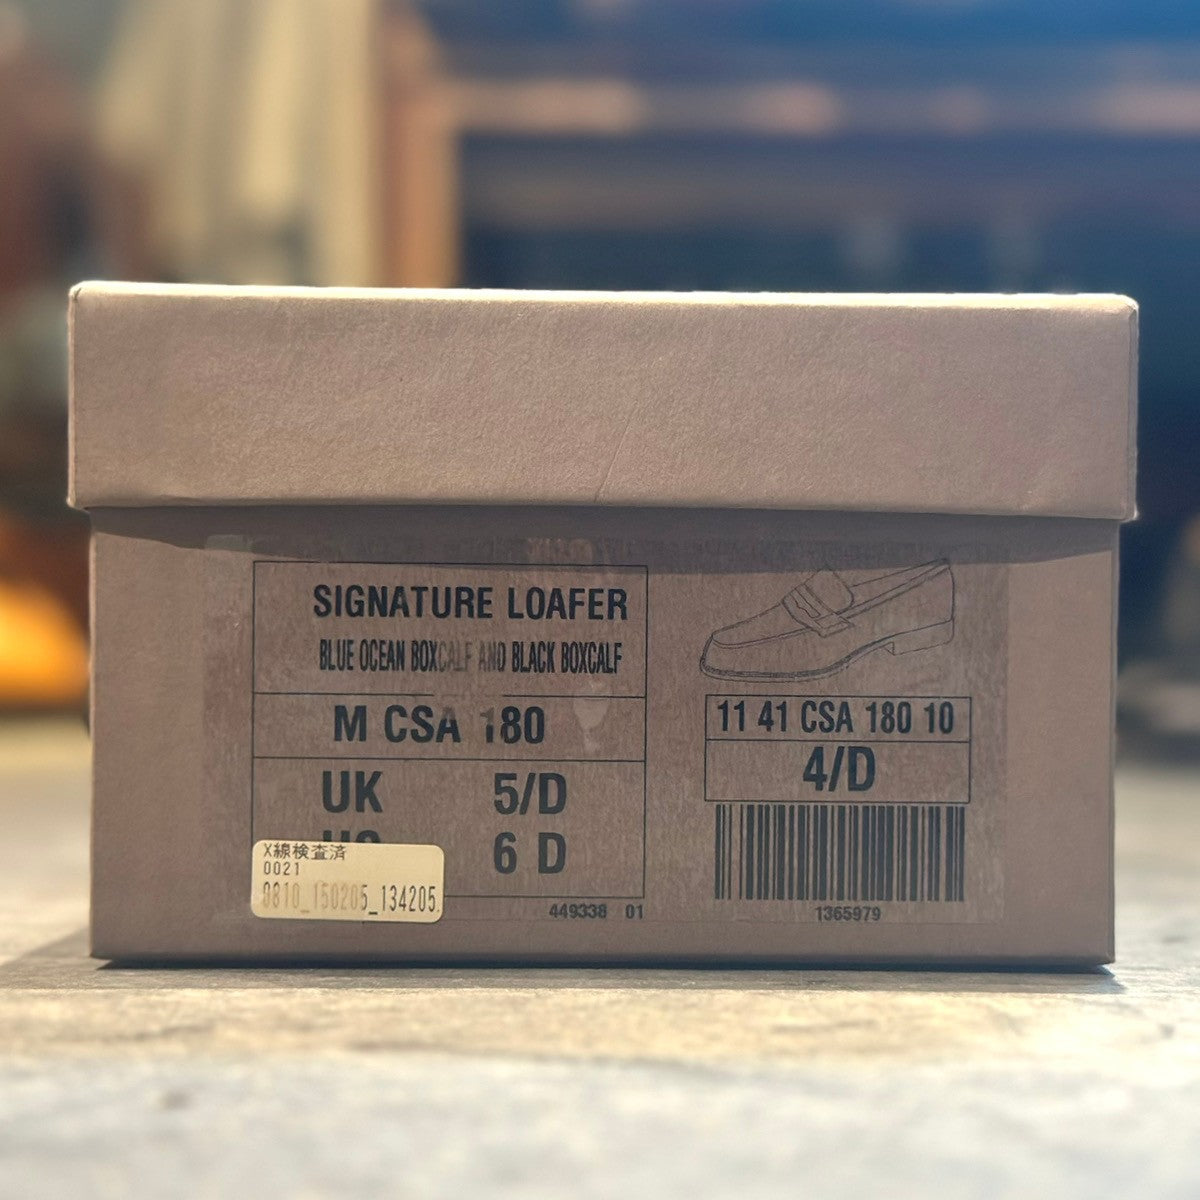 SIGNATURE LOAFER
BLUE OCEAN BOXCALF AND BLACK BOXCALF
M CSA 180
UK 5/D
6 D
X線検査済
0021
9810_150205_134205
449338 01
11 41 CSA 180 10
4/D
1365979